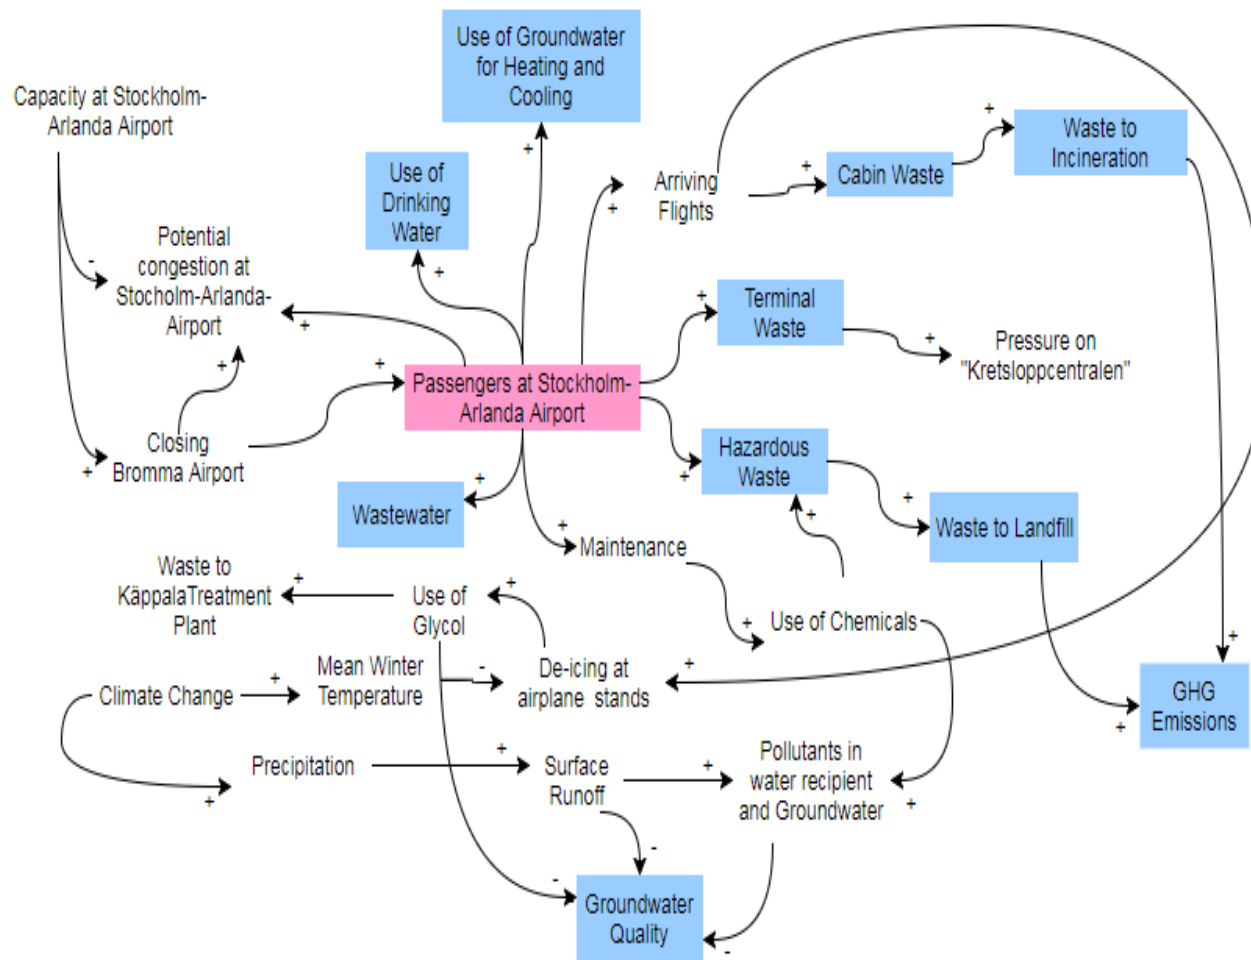 Use of Groundwater
for Heating and
Cooling
Capacity at Stockholm-
Arlanda Airport
+
+
Waste to
Incineration
+
Use of
Drinking
Water
+
Cabin Waste
Arriving
Flights
+
Potential
congestion at
Stocholm-Arlanda-
Airport
-
+
+
Terminal
Waste
+
+
Pressure on
"Kretsloppcentralen"
+
+
Passengers at Stockholm-
Arlanda Airport
Closing
Bromma Airport
+
Hazardous
Waste
+
+
Wastewater
+
+
Waste to Landfill
+
Maintenance
+
Waste to
KäppalaTreatment
Plant
+
Use of
Glycol
+
Use of Chemicals
+
+
Climate Change
+
Mean Winter
Temperature
-
De-icing at
airplane stands
+
GHG
Emissions
+
Precipitation
+
+
Surface
Runoff
+
Pollutants in
water recipient
and Groundwater
+
-
-
Groundwater
Quality
-